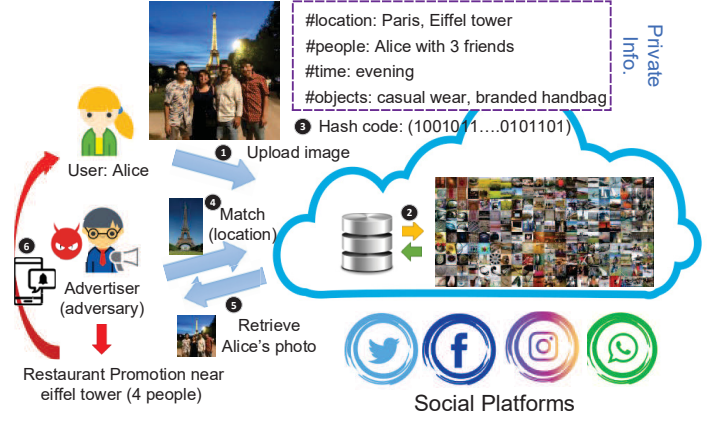 #location: Paris, Eiffel tower
#people: Alice with 3 friends
#time: evening
#objects: casual wear, branded handbag
Private
Info.
3 Hash code: (1001011....0101101)
1 Upload image
User: Alice
4 Match
(location)
2
6
Advertiser
(adversary)
5 Retrieve
Alice's photo
Restaurant Promotion near
eiffel tower (4 people)
f
Social Platforms